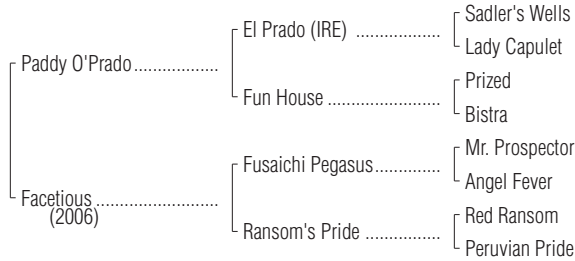 Sadler's Wells
El Prado (IRE) ..................
Lady Capulet
Paddy O'Prado..................
Prized
Fun House ........................
Bistra
Mr. Prospector
Fusaichi Pegasus..............
Angel Fever
Facetious ..........................
(2006)
Red Ransom
Ransom's Pride ................
Peruvian Pride